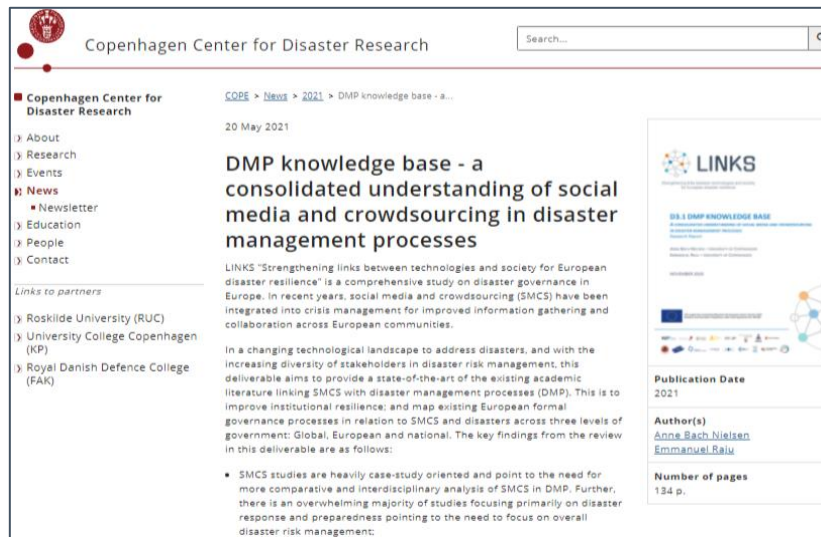 Copenhagen Center for Disaster Research
Search...
Copenhagen Center for
Disaster Research
About
Research
Events
News
Newsletter
Education
People
Contact
Links to partners
Roskilde University (RUC)
University College Copenhagen
(KP)
Royal Danish Defence College
(FAK)
COPE > News > 2021 > DMP knowledge base - a...
20 May 2021
DMP knowledge base - a
consolidated understanding of social
media and crowdsourcing in disaster
management processes
LINKS "Strengthening links between technologies and society for European
disaster resilience" is a comprehensive study on disaster governance in
Europe. In recent years, social media and crowdsourcing (SMCS) have been
integrated into crisis management for improved information gathering and
collaboration across European communities.
In a changing technological landscape to address disasters, and with the
increasing diversity of stakeholders in disaster risk management, this
deliverable aims to provide a state-of-the-art of the existing academic
literature linking SMCS with disaster management processes (DMP). This is to
improve institutional resilience; and map existing European formal
governance processes in relation to SMCS and disasters across three levels of
government: Global, European and national. The key findings from the review
in this deliverable are as follows:
SMCS studies are heavily case-study oriented and point to the need for
more comparative and interdisciplinary analysis of SMCS in DMP. Further,
there is an overwhelming majority of studies focusing primarily on disaster
response and preparedness pointing to the need to focus on overall
disaster risk management;
LINKS
D3.1 DMP KNOWLEDGE BASE
Publication Date
2021
Author(s)
Anne Bach Nielsen
Emmanuel Raju
Number of pages
134 p.